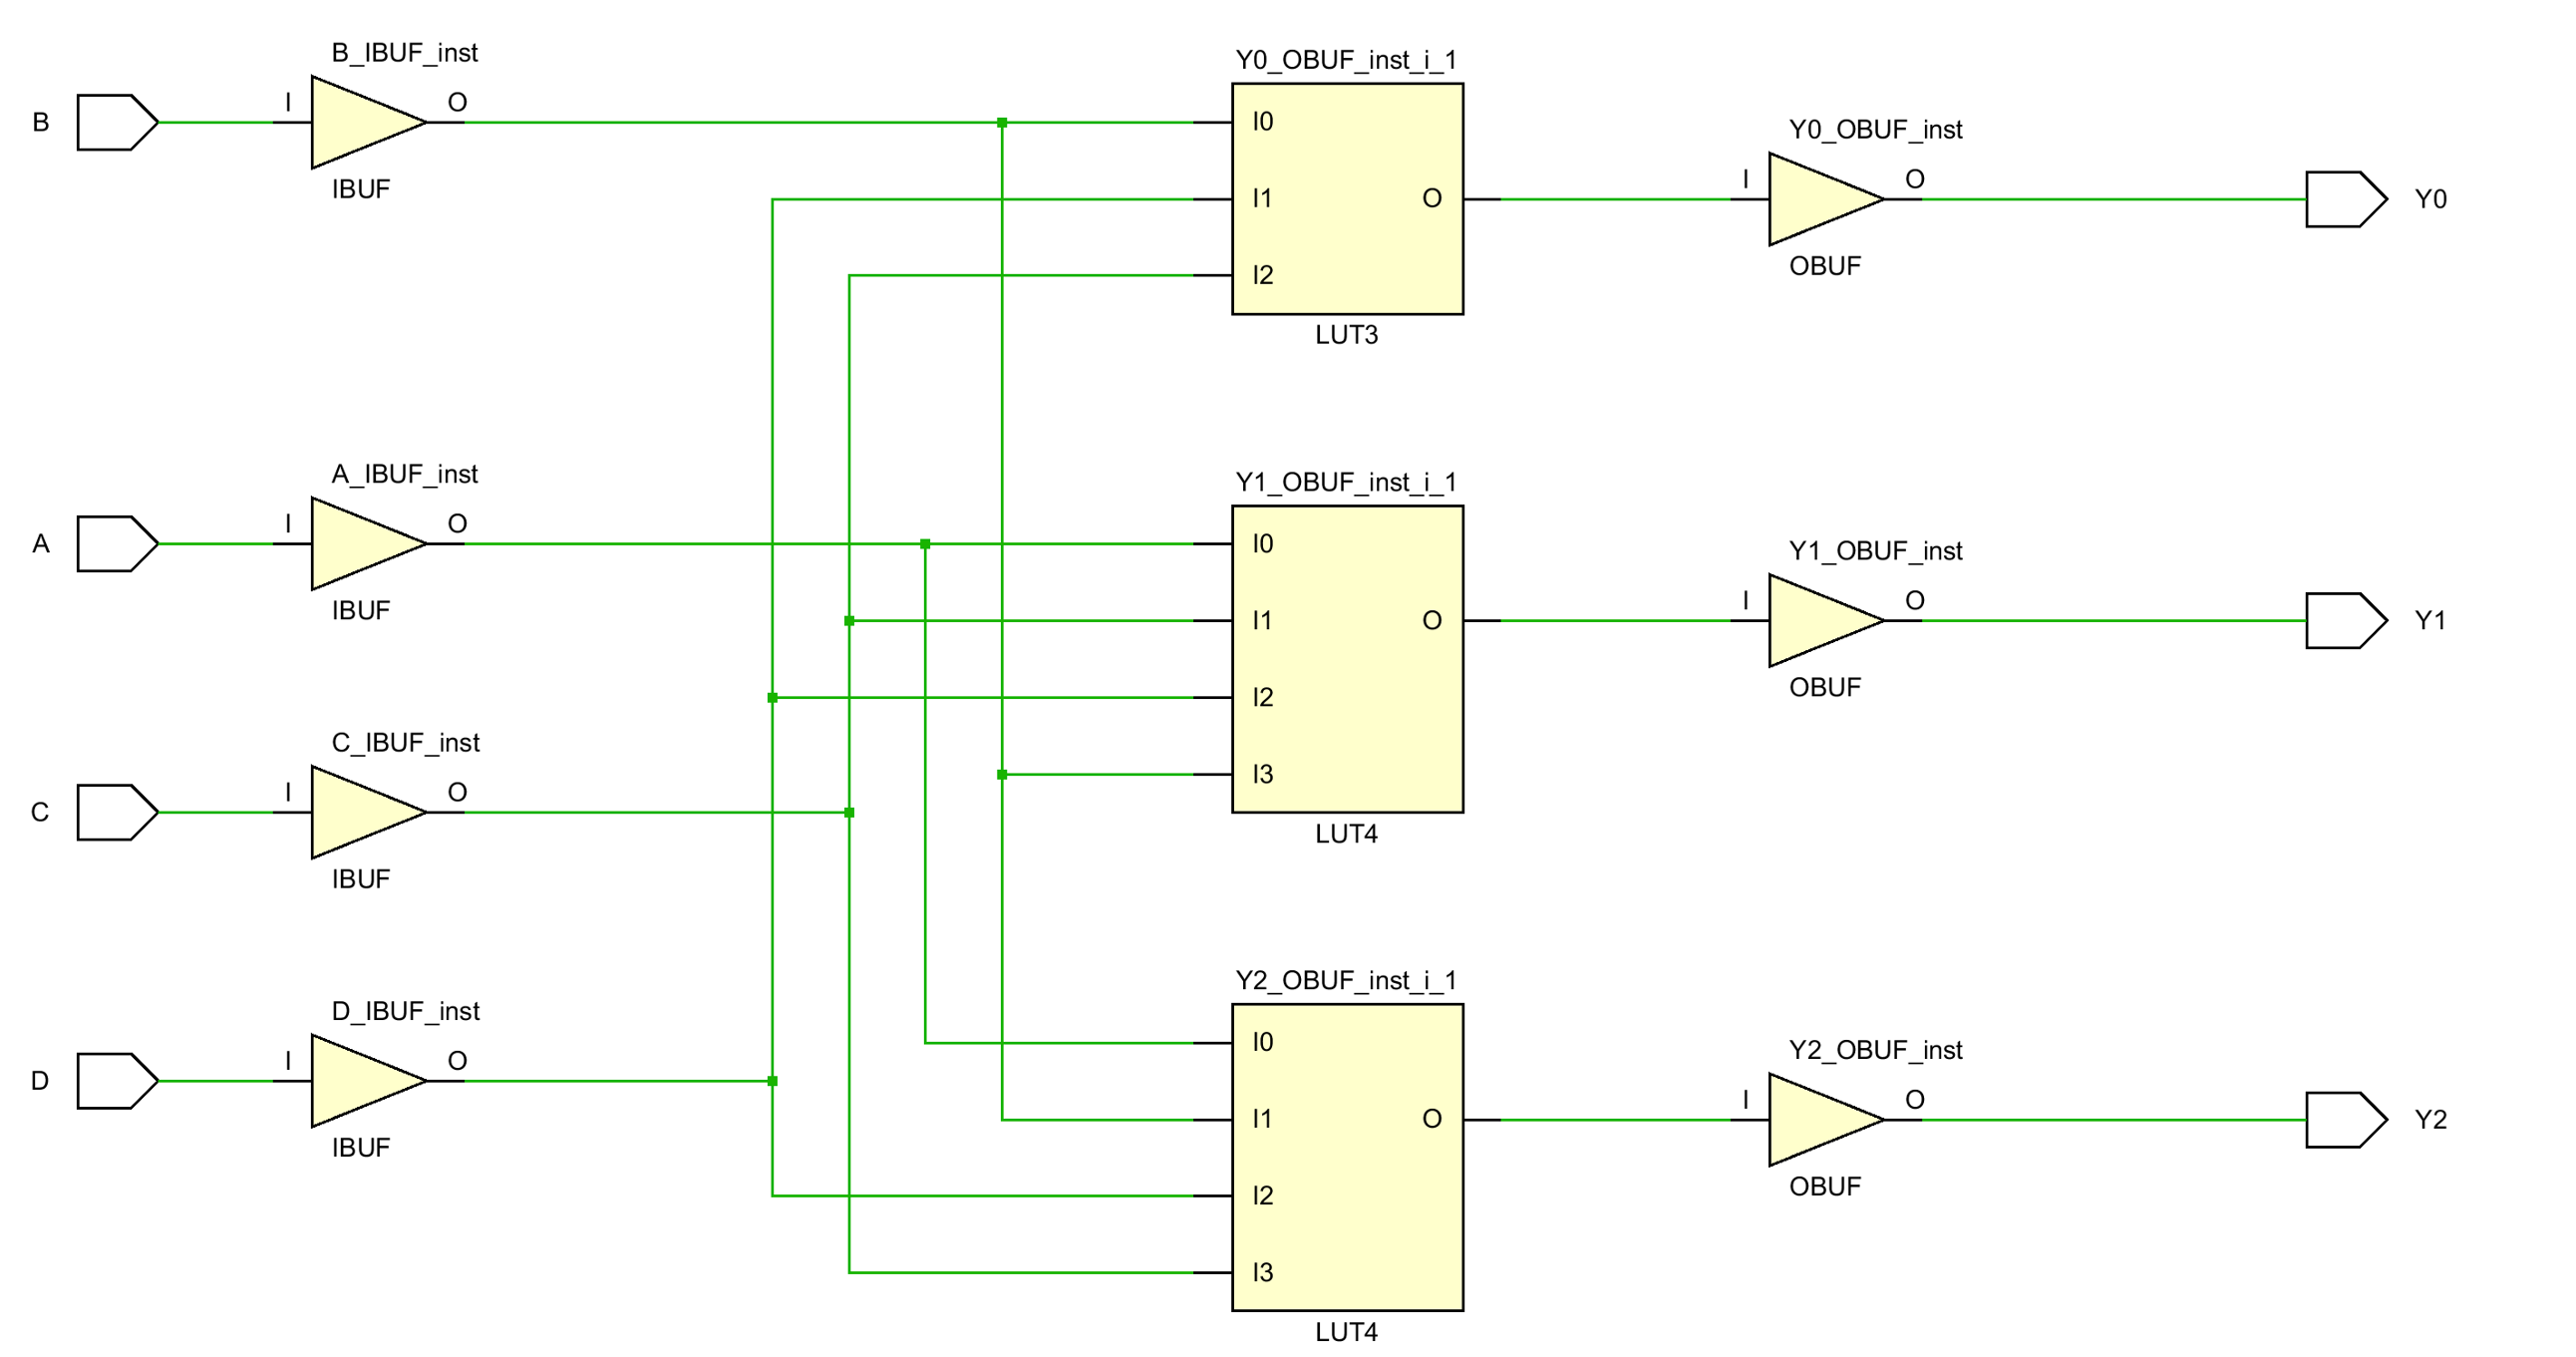 B_IBUF_inst
B
I
O
IBUF
A_IBUF_inst
A
I
O
IBUF
C_IBUF_inst
C
I
O
IBUF
D_IBUF_inst
D
I
O
IBUF
Y0_OBUF_inst_i_1
I0
I1
O
I2
LUT3
Y1_OBUF_inst_i_1
I0
I1
O
I2
I3
LUT4
Y2_OBUF_inst_i_1
I0
I1
O
I2
I3
LUT4
Y0_OBUF_inst
I
O
Y0
OBUF
Y1_OBUF_inst
I
O
Y1
OBUF
Y2_OBUF_inst
I
O
Y2
OBUF